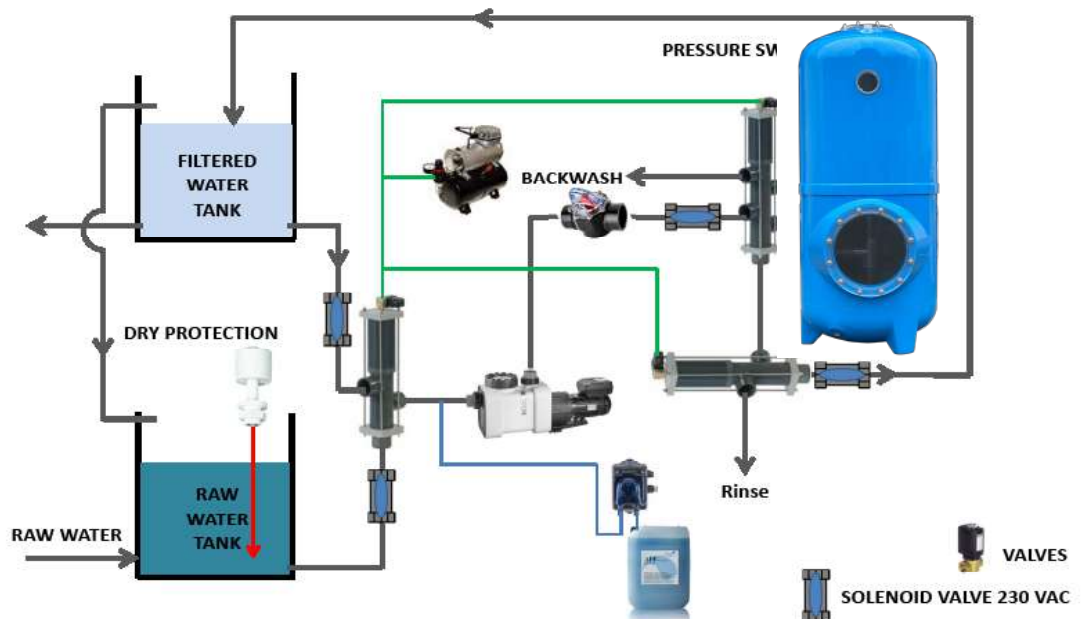 PRESSURE SW
FILTERED
WATER
TANK
BACKWASH
DRY PROTECTION
RAW
WATER
TANK
RAW WATER
Rinse
VALVES
SOLENOID VALVE 230 VAC